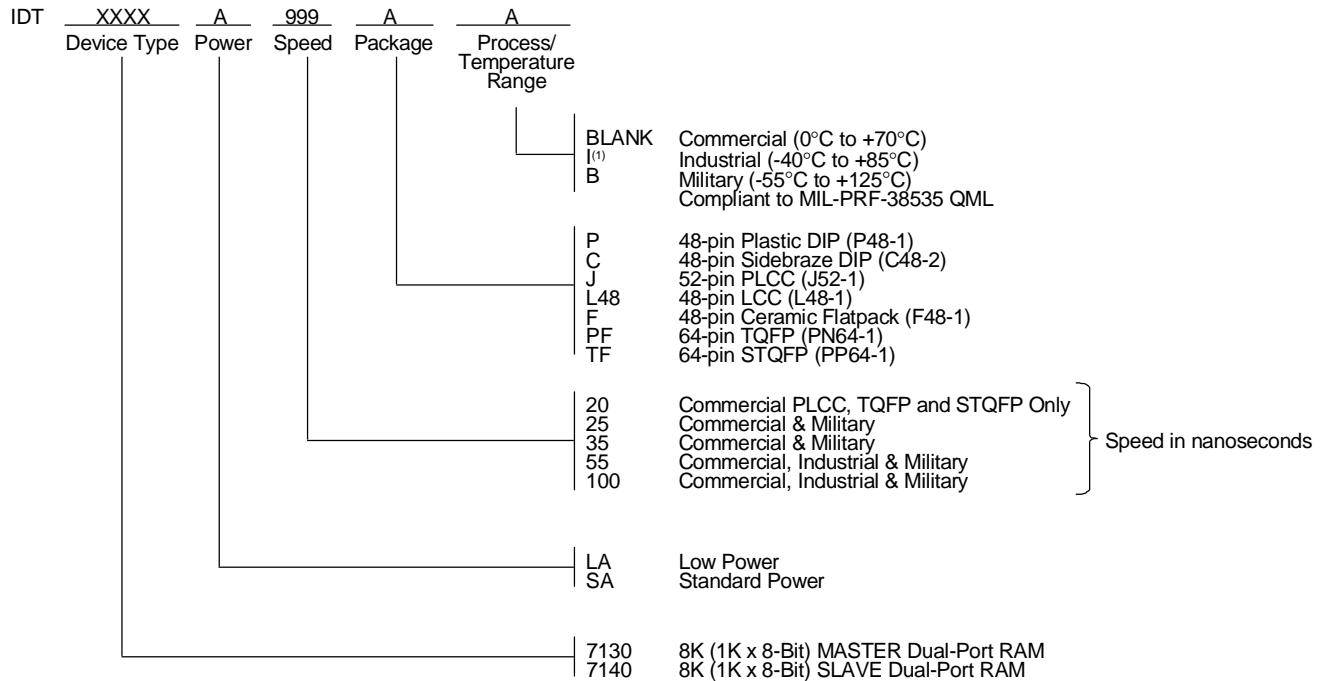 IDT XXXX A 999 A A
Device Type Power Speed Package Process/
Temperature
Range
BLANK Commercial (0°C to +70°C)
I(1) Industrial (-40°C to +85°C)
B Military (-55°C to +125°C)
Compliant to MIL-PRF-38535 QML
P 48-pin Plastic DIP (P48-1)
C 48-pin Sidebraze DIP (C48-2)
J 52-pin PLCC (J52-1)
L48 48-pin LCC (L48-1)
F 48-pin Ceramic Flatpack (F48-1)
PF 64-pin TQFP (PN64-1)
TF 64-pin STQFP (PP64-1)
20 Commercial PLCC, TQFP and STQFP Only
25 Commercial & Military
35 Commercial & Military
Speed in nanoseconds
55 Commercial, Industrial & Military
100 Commercial, Industrial & Military
LA Low Power
SA Standard Power
7130 8K (1K x 8-Bit) MASTER Dual-Port RAM
7140 8K (1K x 8-Bit) SLAVE Dual-Port RAM